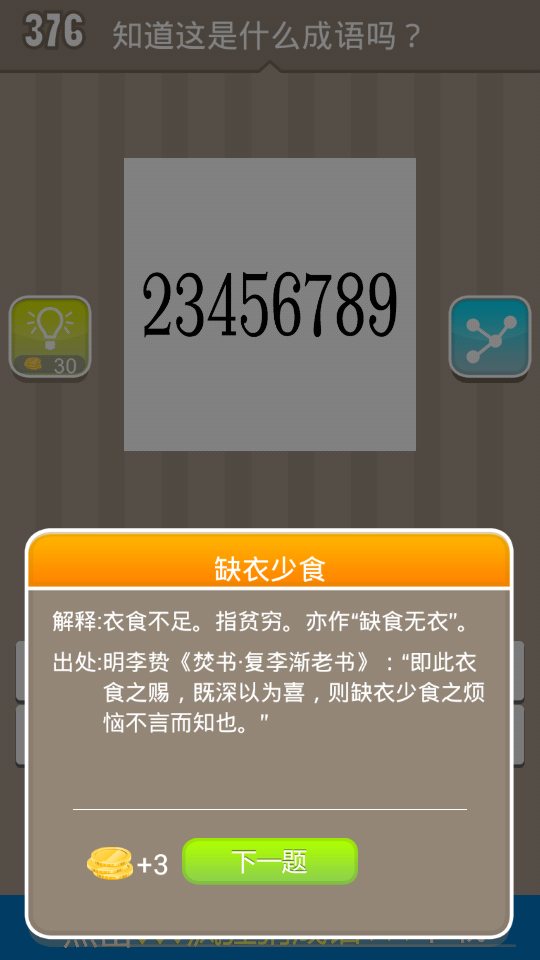 376 知道这是什么成语吗？
23456789
30
缺衣少食
解释:衣食不足。指贫穷。亦作“缺食无衣”。
出处:明李贽《焚书·复李渐老书》：“即此衣
食之赐，既深以为喜，则缺衣少食之烦
恼不言而知也。”
+3 下一题